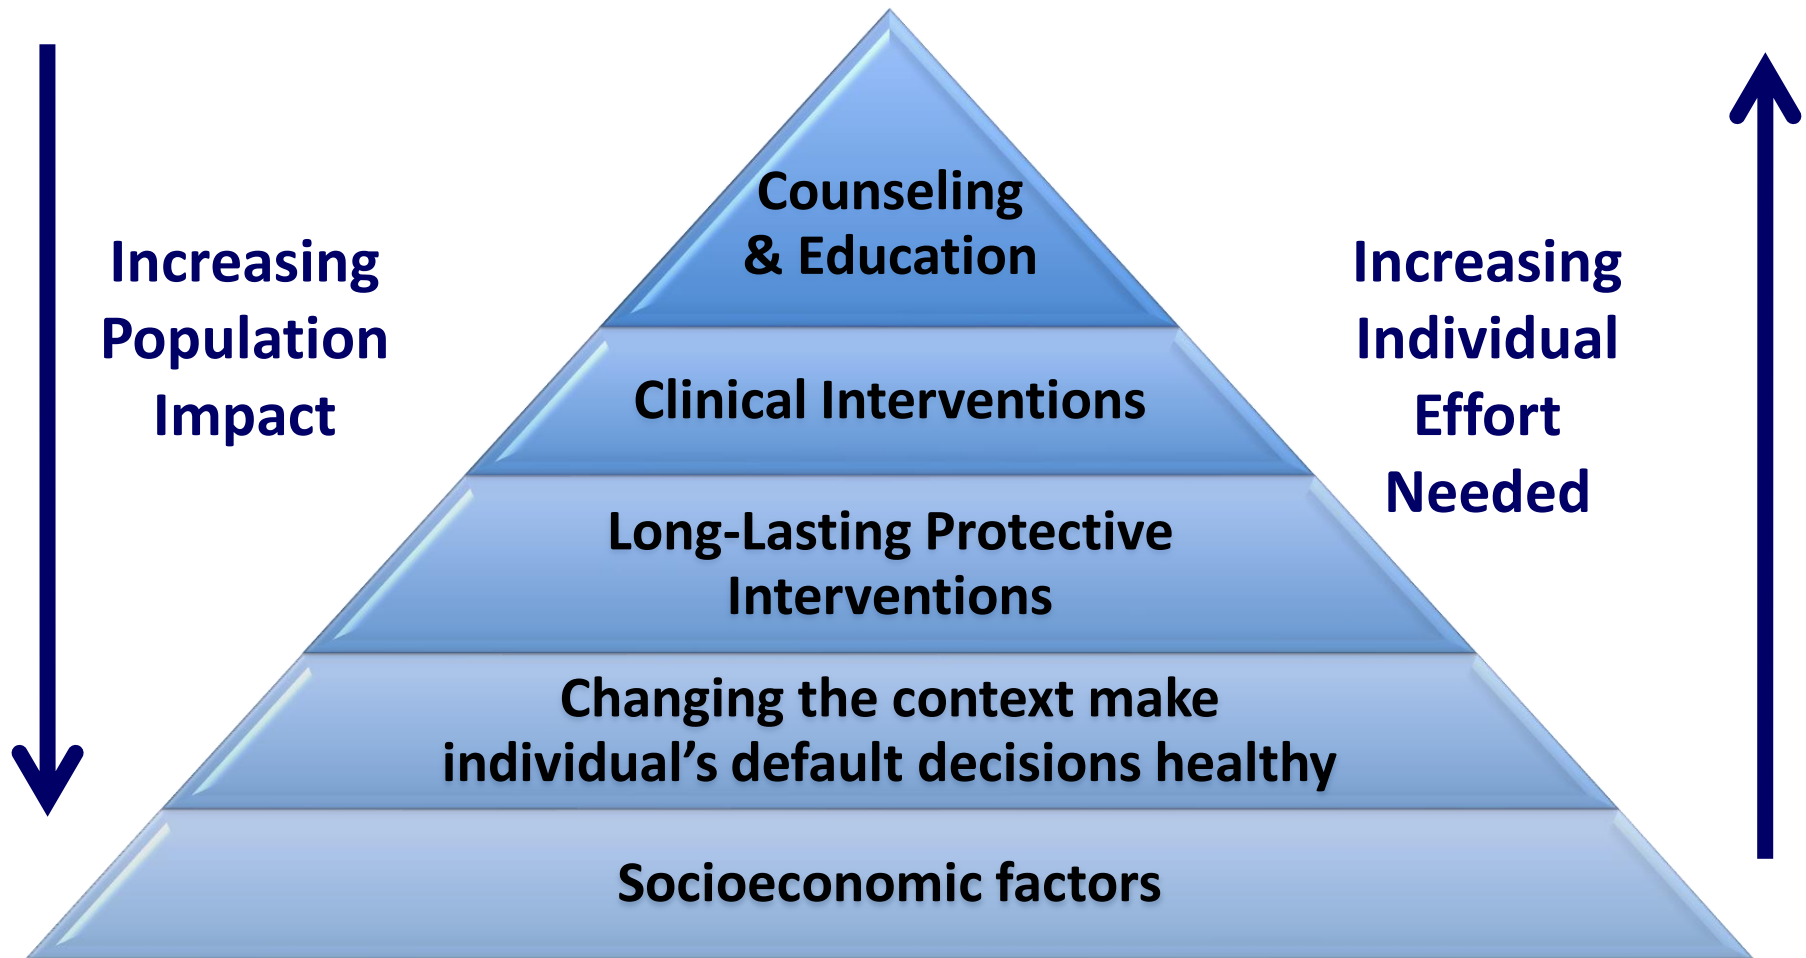 Increasing
Population
Impact
Counseling
& Education
Clinical Interventions
Long-Lasting Protective
Interventions
Changing the context make
individual’s default decisions healthy
Socioeconomic factors
Increasing
Individual
Effort
Needed